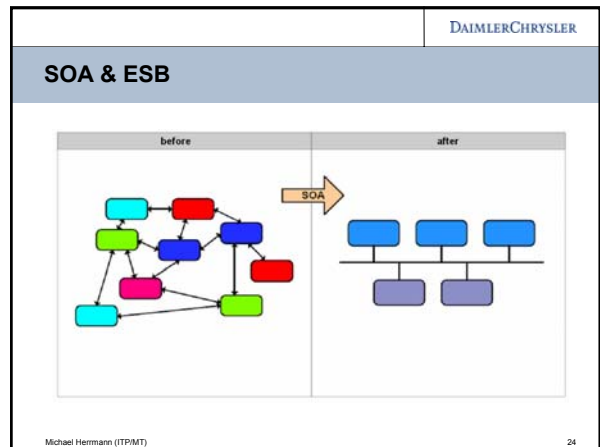 DAIMLERCHRYSLER
SOA & ESB
before
after
SOA
Michael Herrmann (ITP/MT)
24